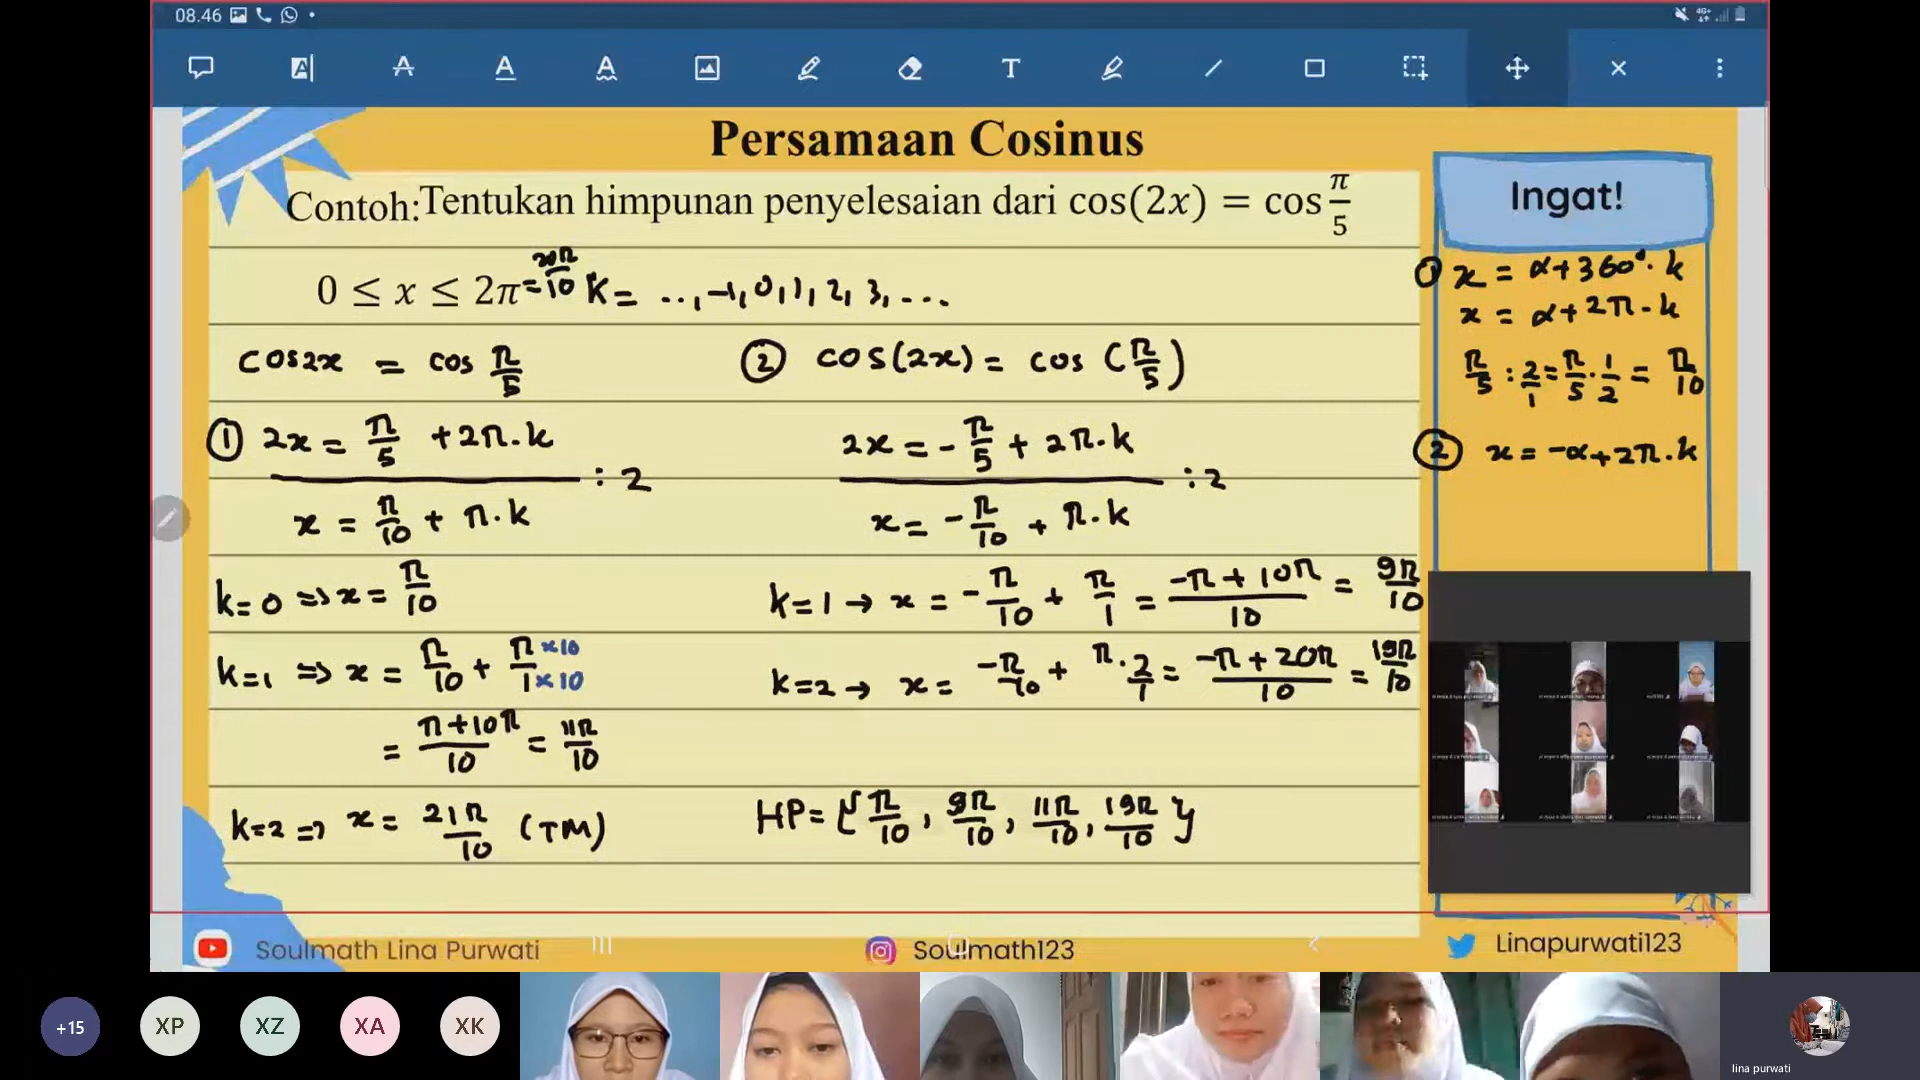 08.46
Persamaan Cosinus
Contoh: Tentukan himpunan penyelesaian dari cos(2x) = cos π/5
0 ≤ x ≤ 2π = 20π/10 k = .., -1, 0, 1, 2, 3, ...
cos2x = cos π/5
① 2x = π/5 + 2π.k
: 2
x = π/10 + π.k
k=0 => x = π/10
k=1 => x = π/10 + π/1 x10 x10
= π+10π/10 = 11π/10
k=2 => x = 21π/10 (TM)
② cos(2x) = cos (π/5)
2x = -π/5 + 2π.k
: 2
x = -π/10 + π.k
k=1 → x = -π/10 + π/1 = -π+10π/10 = 9π/10
k=2 → x = -π/10 + π.2/1 = -π+20π/10 = 19π/10
HP = {π/10, 9π/10, 11π/10, 19π/10}
Ingat!
① x = α+360°.k
x = α+2π.k
π/5 : 2/1 = π/5 . 1/2 = π/10
② x = -α+2π.k
Soulmath Lina Purwati
Soulmath123
Linapurwati123
+15
XP
XZ
XA
XK
lina purwati